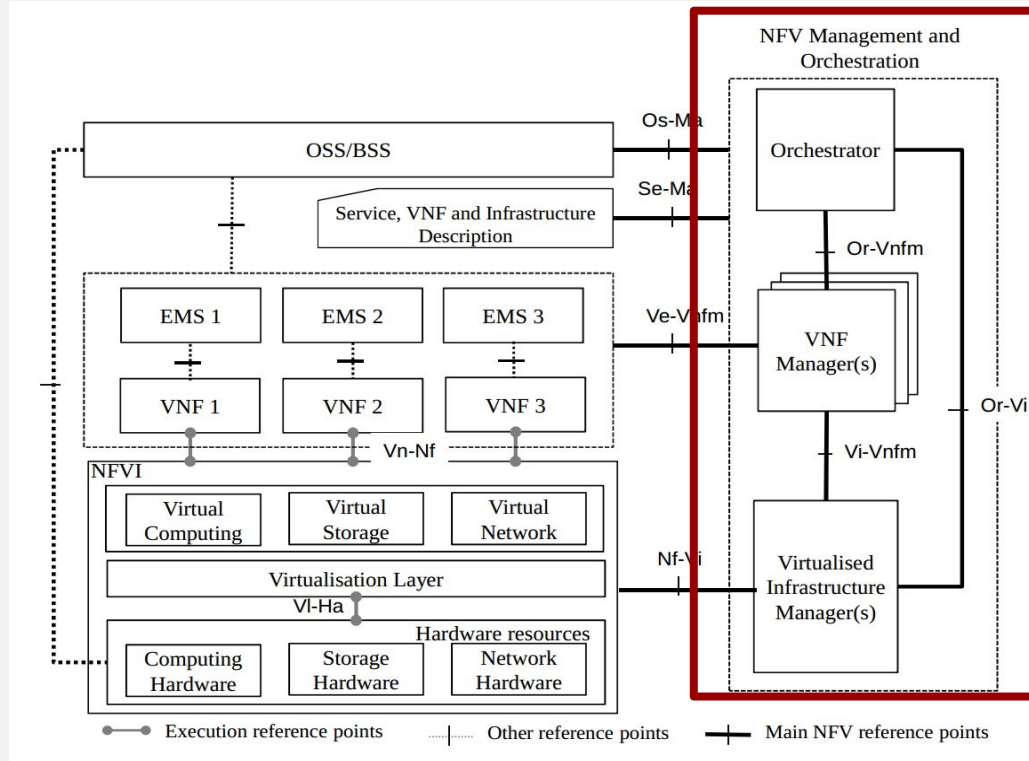 NFV Management and
Orchestration
Os-Ma
OSS/BSS
Orchestrator
Se-Ma
Service, VNF and Infrastructure
Description
Or-Vnfm
EMS 1
EMS 2
EMS 3
Ve-Vnfm
VNF
Manager(s)
VNF 1
VNF 2
VNF 3
Or-Vi
Vn-Nf
Vi-Vnfm
NFVI
Virtual
Computing
Virtual
Storage
Virtual
Network
Nf-Vi
Virtualised
Infrastructure
Manager(s)
Virtualisation Layer
Vl-Ha
Hardware resources
Computing
Hardware
Storage
Hardware
Network
Hardware
Execution reference points
Other reference points
Main NFV reference points